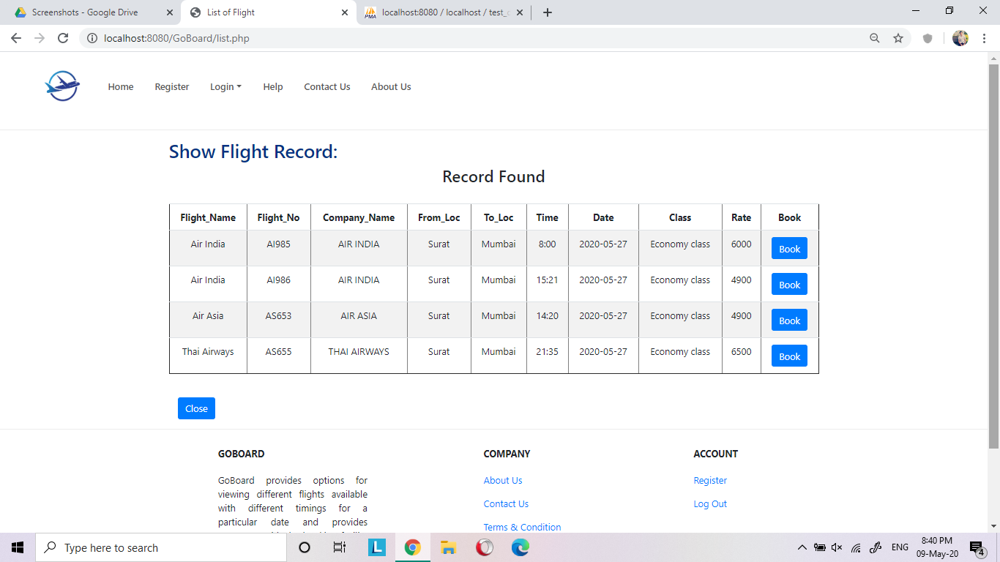 Screenshots - Google Drive
List of Flight
PMA
localhost:8080 / localhost / test_
localhost:8080/GoBoard/list.php
Home Register Login Help Contact Us About Us
Show Flight Record:
Record Found
Flight_Name Flight_No Company_Name From_Loc To_Loc Time Date Class Rate Book
Air India AI985 AIR INDIA Surat Mumbai 8:00 2020-05-27 Economy class 6000 Book
Air India AI986 AIR INDIA Surat Mumbai 15:21 2020-05-27 Economy class 4900 Book
Air Asia AS653 AIR ASIA Surat Mumbai 14:20 2020-05-27 Economy class 4900 Book
Thai Airways AS655 THAI AIRWAYS Surat Mumbai 21:35 2020-05-27 Economy class 6500 Book
Close
GOBOARD
GoBoard provides options for
viewing different flights available
with different timings for a
particular date and provides
COMPANY
About Us
Contact Us
Terms & Condition
ACCOUNT
Register
Log Out
Type here to search
L
ENG
8:40 PM
09-May-20
4